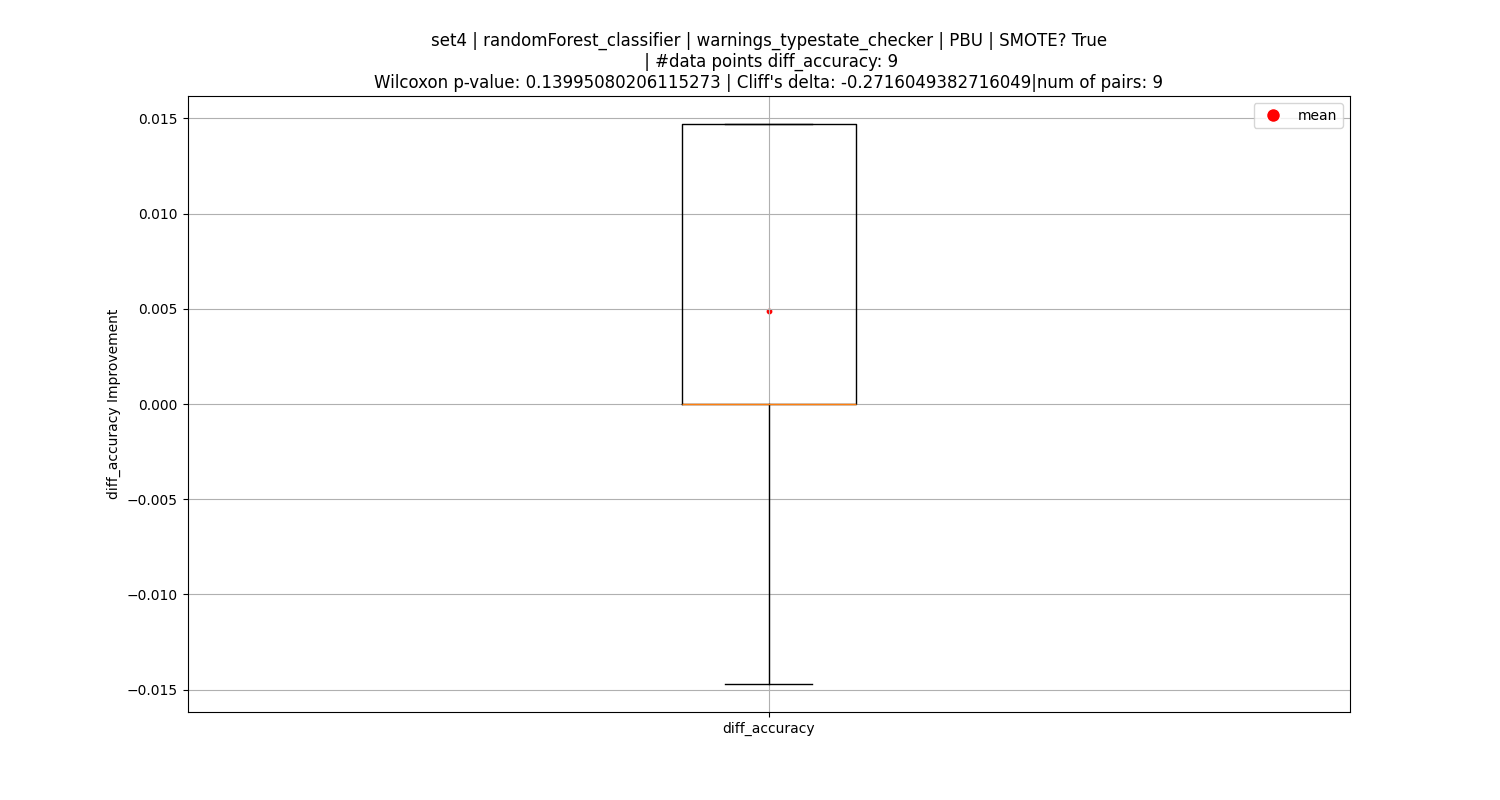 set4 | randomForest_classifier | warnings_typestate_checker | PBU | SMOTE? True
| #data points diff_accuracy: 9
Wilcoxon p-value: 0.13995080206115273 | Cliff's delta: -0.2716049382716049|num of pairs: 9
mean
0.015
0.010
0.005
0.000
−0.005
−0.010
−0.015
diff_accuracy Improvement
diff_accuracy